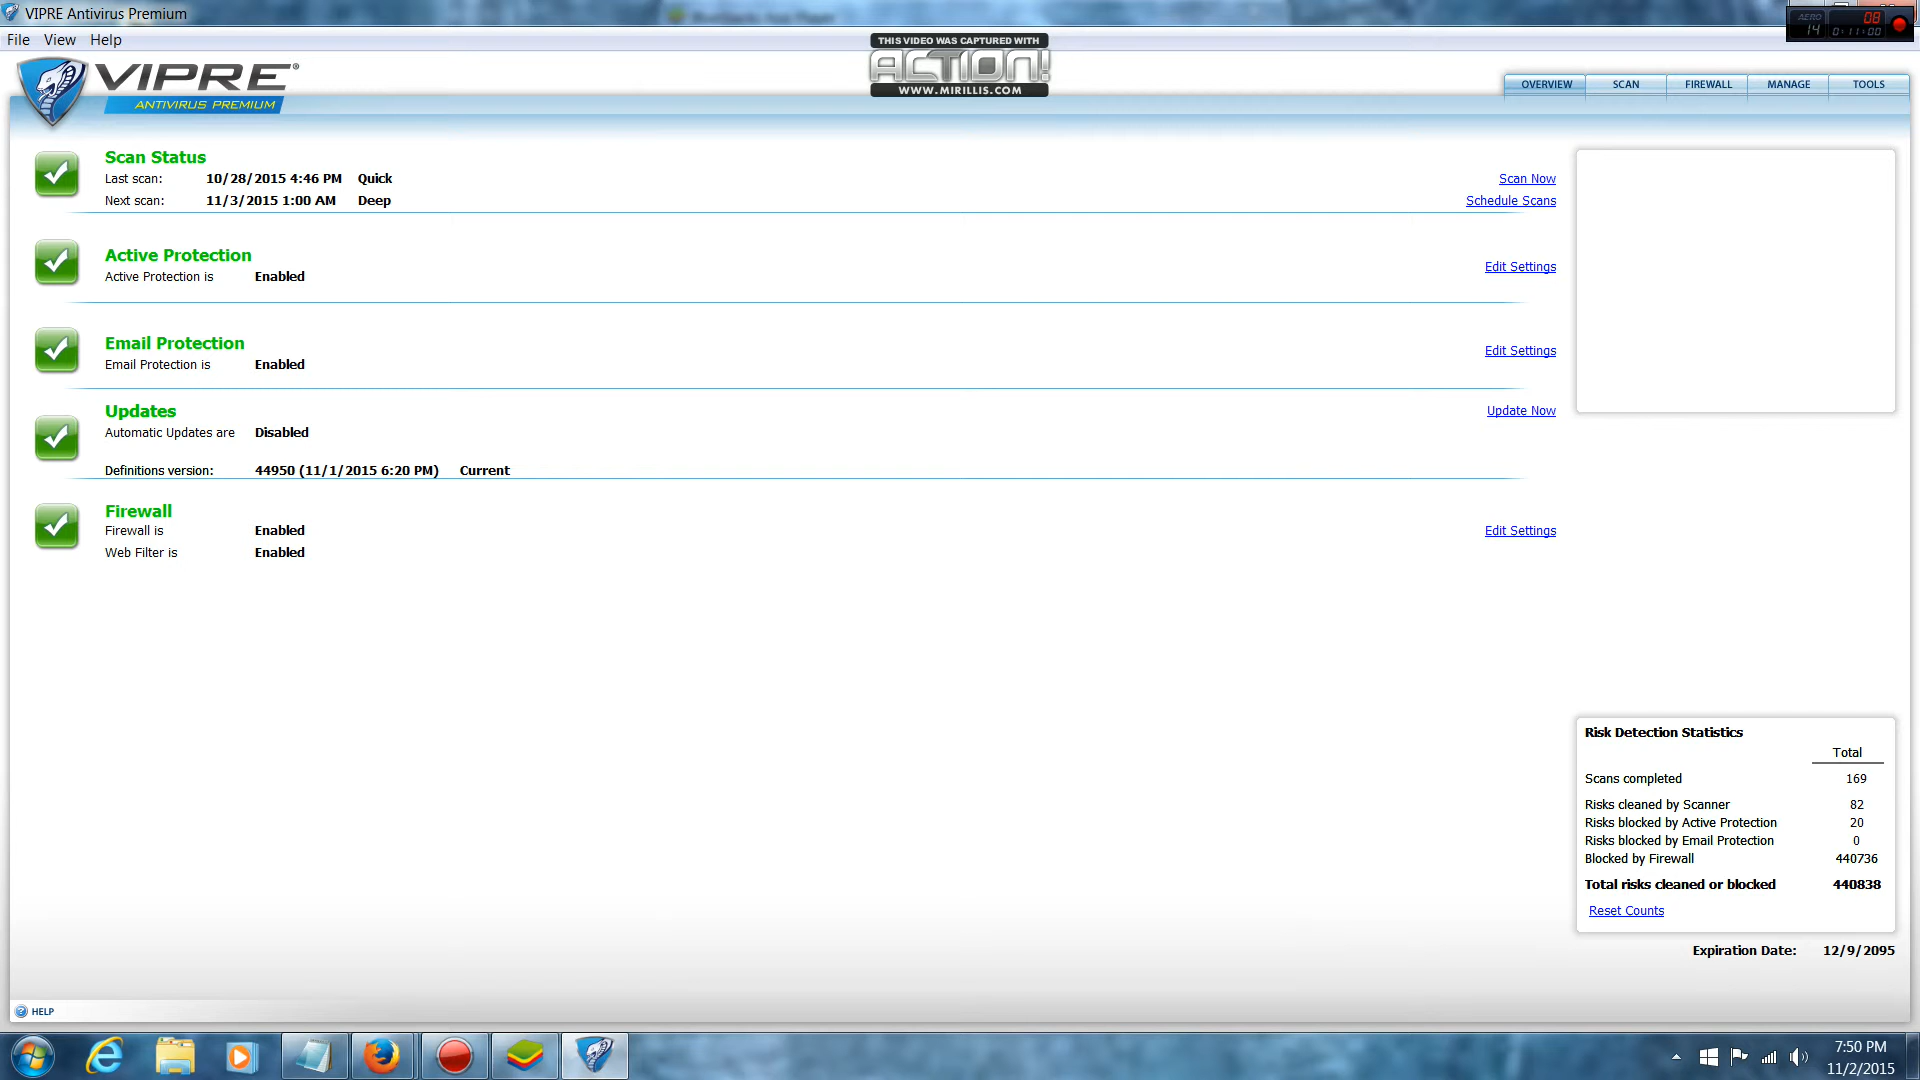 VIPRE Antivirus Premium
File View Help
THIS VIDEO WAS CAPTURED WITH
ACTION!
WWW.MIRILLIS.COM
AERO 14 08
0:11:00
VIPRE®
ANTIVIRUS PREMIUM
OVERVIEW SCAN FIREWALL MANAGE TOOLS
Scan Status
Last scan: 10/28/2015 4:46 PM Quick Scan Now
Next scan: 11/3/2015 1:00 AM Deep Schedule Scans
Active Protection
Active Protection is Enabled Edit Settings
Email Protection
Email Protection is Enabled Edit Settings
Updates Update Now
Automatic Updates are Disabled
Definitions version: 44950 (11/1/2015 6:20 PM) Current
Firewall
Firewall is Enabled Edit Settings
Web Filter is Enabled
Risk Detection Statistics
Total
Scans completed 169
Risks cleaned by Scanner 82
Risks blocked by Active Protection 20
Risks blocked by Email Protection 0
Blocked by Firewall 440736
Total risks cleaned or blocked 440838
Reset Counts
Expiration Date: 12/9/2095
HELP
7:50 PM
11/2/2015